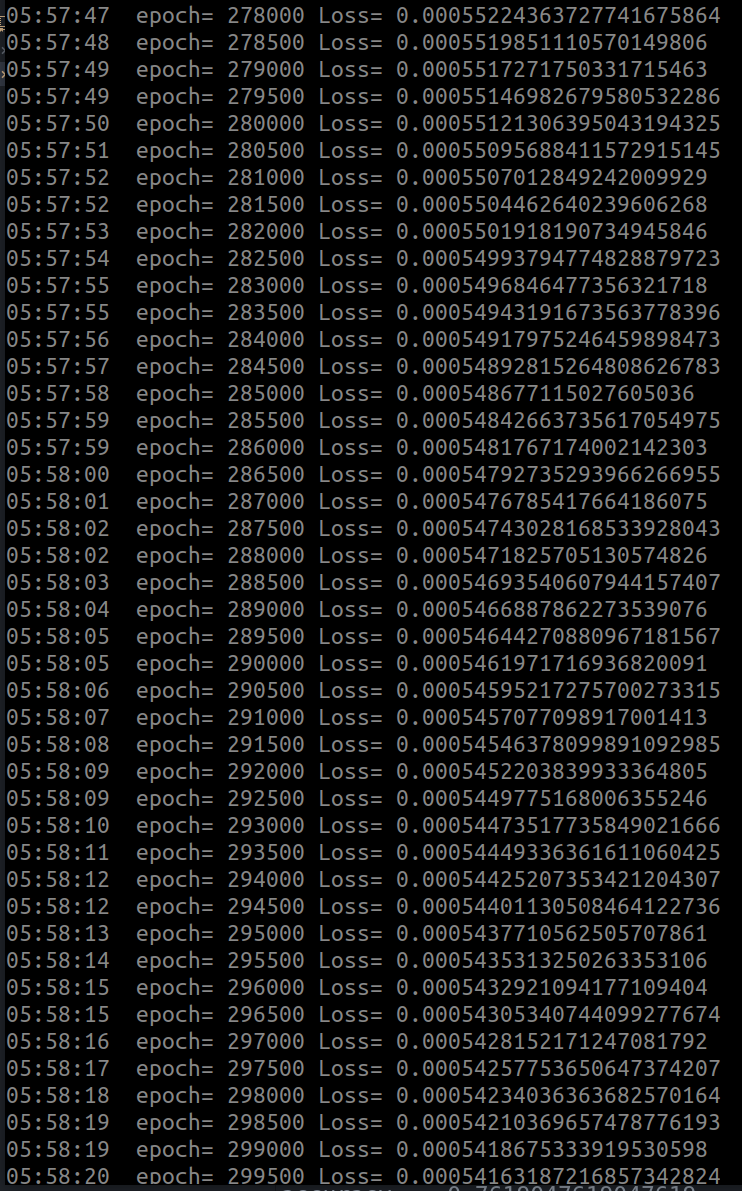 05:57:47 epoch= 278000 Loss= 0.00055224363727741675864
05:57:48 epoch= 278500 Loss= 0.0005519851110570149806
05:57:49 epoch= 279000 Loss= 0.0005517271750331715463
05:57:49 epoch= 279500 Loss= 0.00055146982679580532286
05:57:50 epoch= 280000 Loss= 0.00055121306395043194325
05:57:51 epoch= 280500 Loss= 0.00055095688411572915145
05:57:52 epoch= 281000 Loss= 0.0005507012849242009929
05:57:52 epoch= 281500 Loss= 0.0005504462640239606268
05:57:53 epoch= 282000 Loss= 0.0005501918190734945846
05:57:54 epoch= 282500 Loss= 0.00054993794774828879723
05:57:55 epoch= 283000 Loss= 0.0005496846477356321718
05:57:55 epoch= 283500 Loss= 0.00054943191673563778396
05:57:56 epoch= 284000 Loss= 0.00054917975246459898473
05:57:57 epoch= 284500 Loss= 0.00054892815264808626783
05:57:58 epoch= 285000 Loss= 0.000548677115027605036
05:57:59 epoch= 285500 Loss= 0.00054842663735617054975
05:57:59 epoch= 286000 Loss= 0.0005481767174002142303
05:58:00 epoch= 286500 Loss= 0.00054792735293966266955
05:58:01 epoch= 287000 Loss= 0.0005476785417664186075
05:58:02 epoch= 287500 Loss= 0.00054743028168533928043
05:58:02 epoch= 288000 Loss= 0.0005471825705130574826
05:58:03 epoch= 288500 Loss= 0.00054693540607944157407
05:58:04 epoch= 289000 Loss= 0.0005466887862273539076
05:58:05 epoch= 289500 Loss= 0.00054644270880967181567
05:58:05 epoch= 290000 Loss= 0.0005461971716936820091
05:58:06 epoch= 290500 Loss= 0.00054595217275700273315
05:58:07 epoch= 291000 Loss= 0.0005457077098917001413
05:58:08 epoch= 291500 Loss= 0.00054546378099891092985
05:58:09 epoch= 292000 Loss= 0.0005452203839933364805
05:58:09 epoch= 292500 Loss= 0.0005449775168006355246
05:58:10 epoch= 293000 Loss= 0.00054473517735849021666
05:58:11 epoch= 293500 Loss= 0.00054449336361611060425
05:58:12 epoch= 294000 Loss= 0.00054425207353421204307
05:58:12 epoch= 294500 Loss= 0.00054401130508464122736
05:58:13 epoch= 295000 Loss= 0.0005437710562505707861
05:58:14 epoch= 295500 Loss= 0.0005435313250263353106
05:58:15 epoch= 296000 Loss= 0.0005432921094177109404
05:58:15 epoch= 296500 Loss= 0.00054305340744099277674
05:58:16 epoch= 297000 Loss= 0.0005428152171247081792
05:58:17 epoch= 297500 Loss= 0.00054257753650647374207
05:58:18 epoch= 298000 Loss= 0.00054234036363682570164
05:58:19 epoch= 298500 Loss= 0.00054210369657478776193
05:58:19 epoch= 299000 Loss= 0.0005418675333919530598
05:58:20 epoch= 299500 Loss= 0.00054163187216857342824